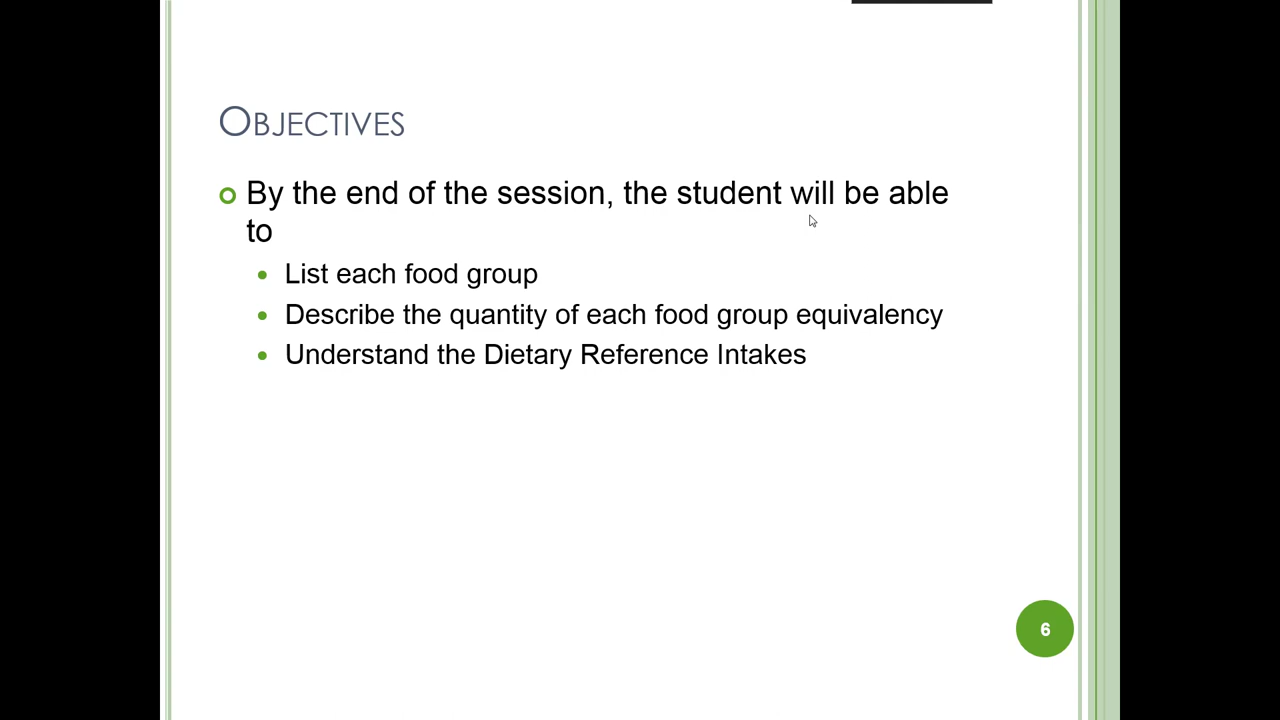 OBJECTIVES
By the end of the session, the student will be able
to
List each food group
Describe the quantity of each food group equivalency
Understand the Dietary Reference Intakes
6